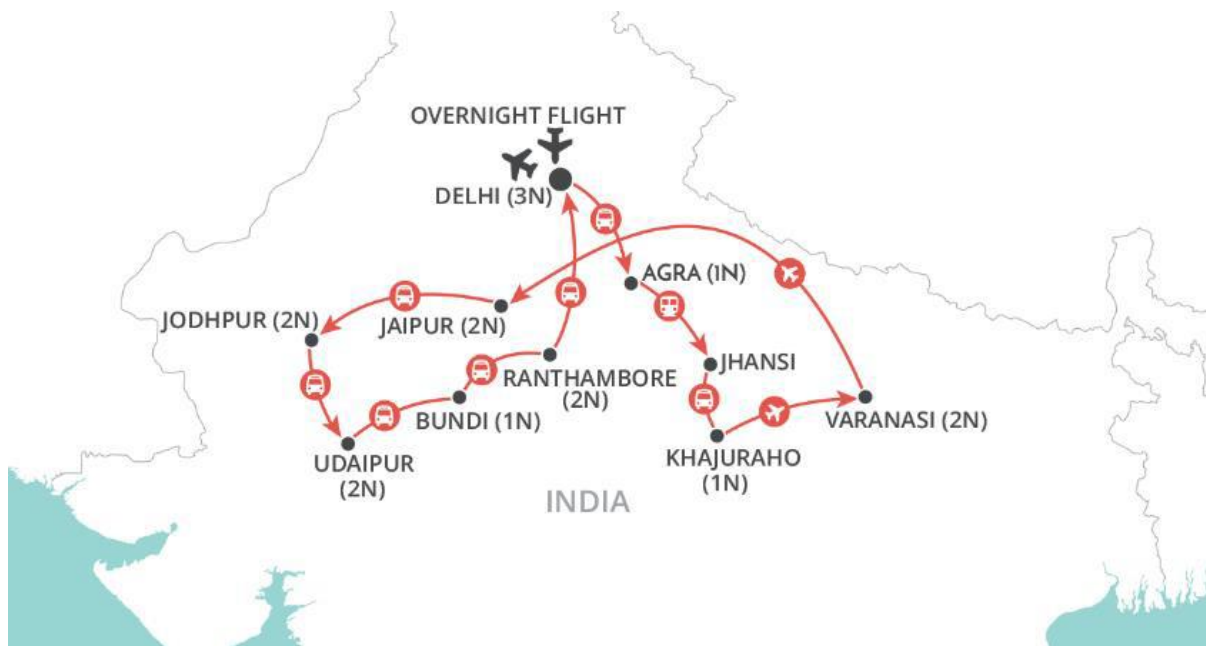 OVERNIGHT FLIGHT
DELHI (3N)
AGRA (1N)
JODHPUR (2N)
JAIPUR (2N)
JHANSI
RANTHAMBORE
(2N)
BUNDI (1N)
VARANASI (2N)
UDAIPUR
(2N)
KHAJURAHO
(1N)
INDIA